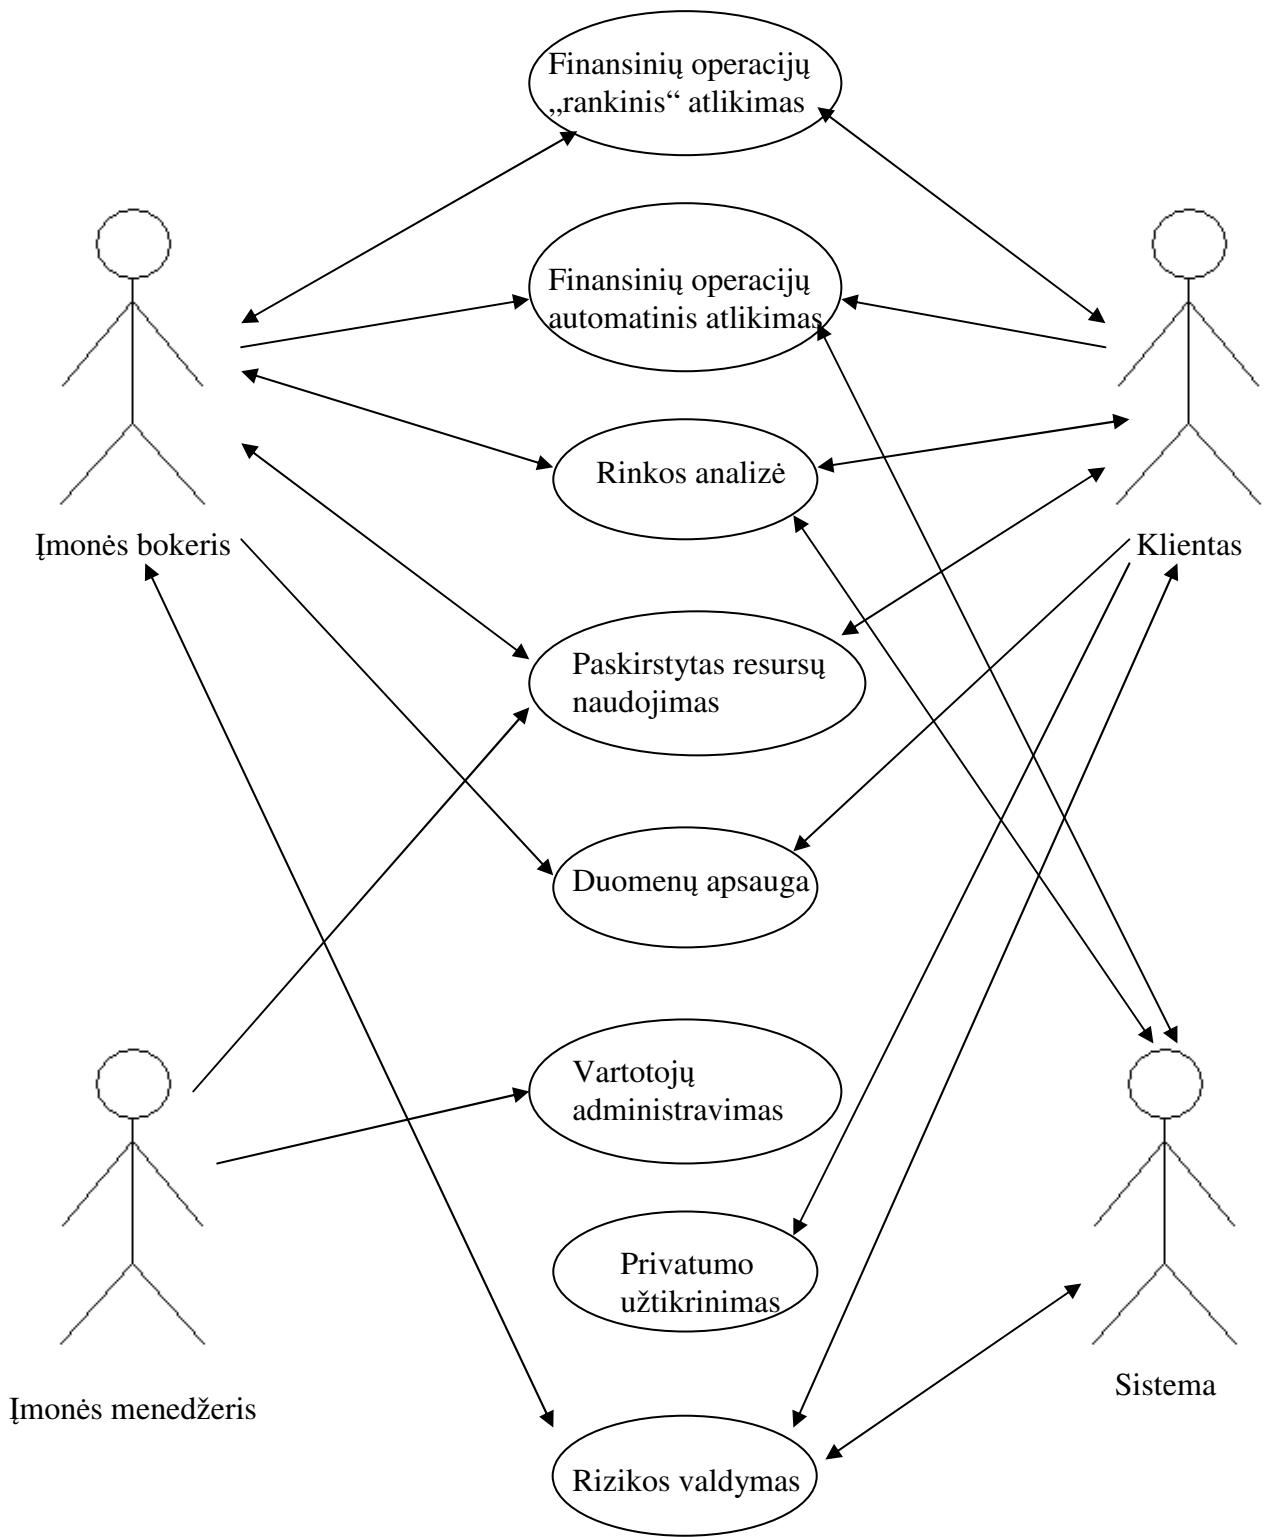 Finansinių operacijų
„rankinis“ atlikimas
Finansinių operacijų
automatinis atlikimas
Rinkos analizė
Įmonės bokeris
Klientas
Paskirstytas resursų
naudojimas
Duomenų apsauga
Vartotojų
administravimas
Privatumo
užtikrinimas
Sistema
Įmonės menedžeris
Rizikos valdymas